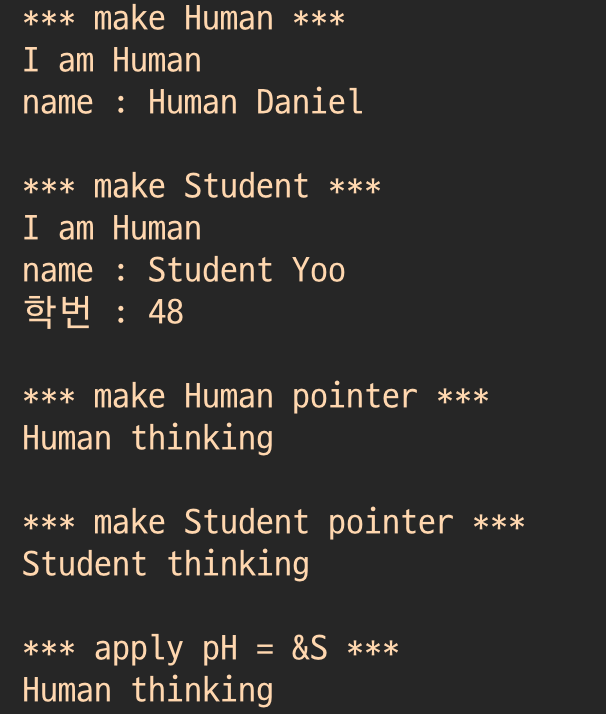 *** make Human ***
I am Human
name : Human Daniel
*** make Student ***
I am Human
name : Student Yoo
학번 : 48
*** make Human pointer ***
Human thinking
*** make Student pointer ***
Student thinking
*** apply pH = &S ***
Human thinking